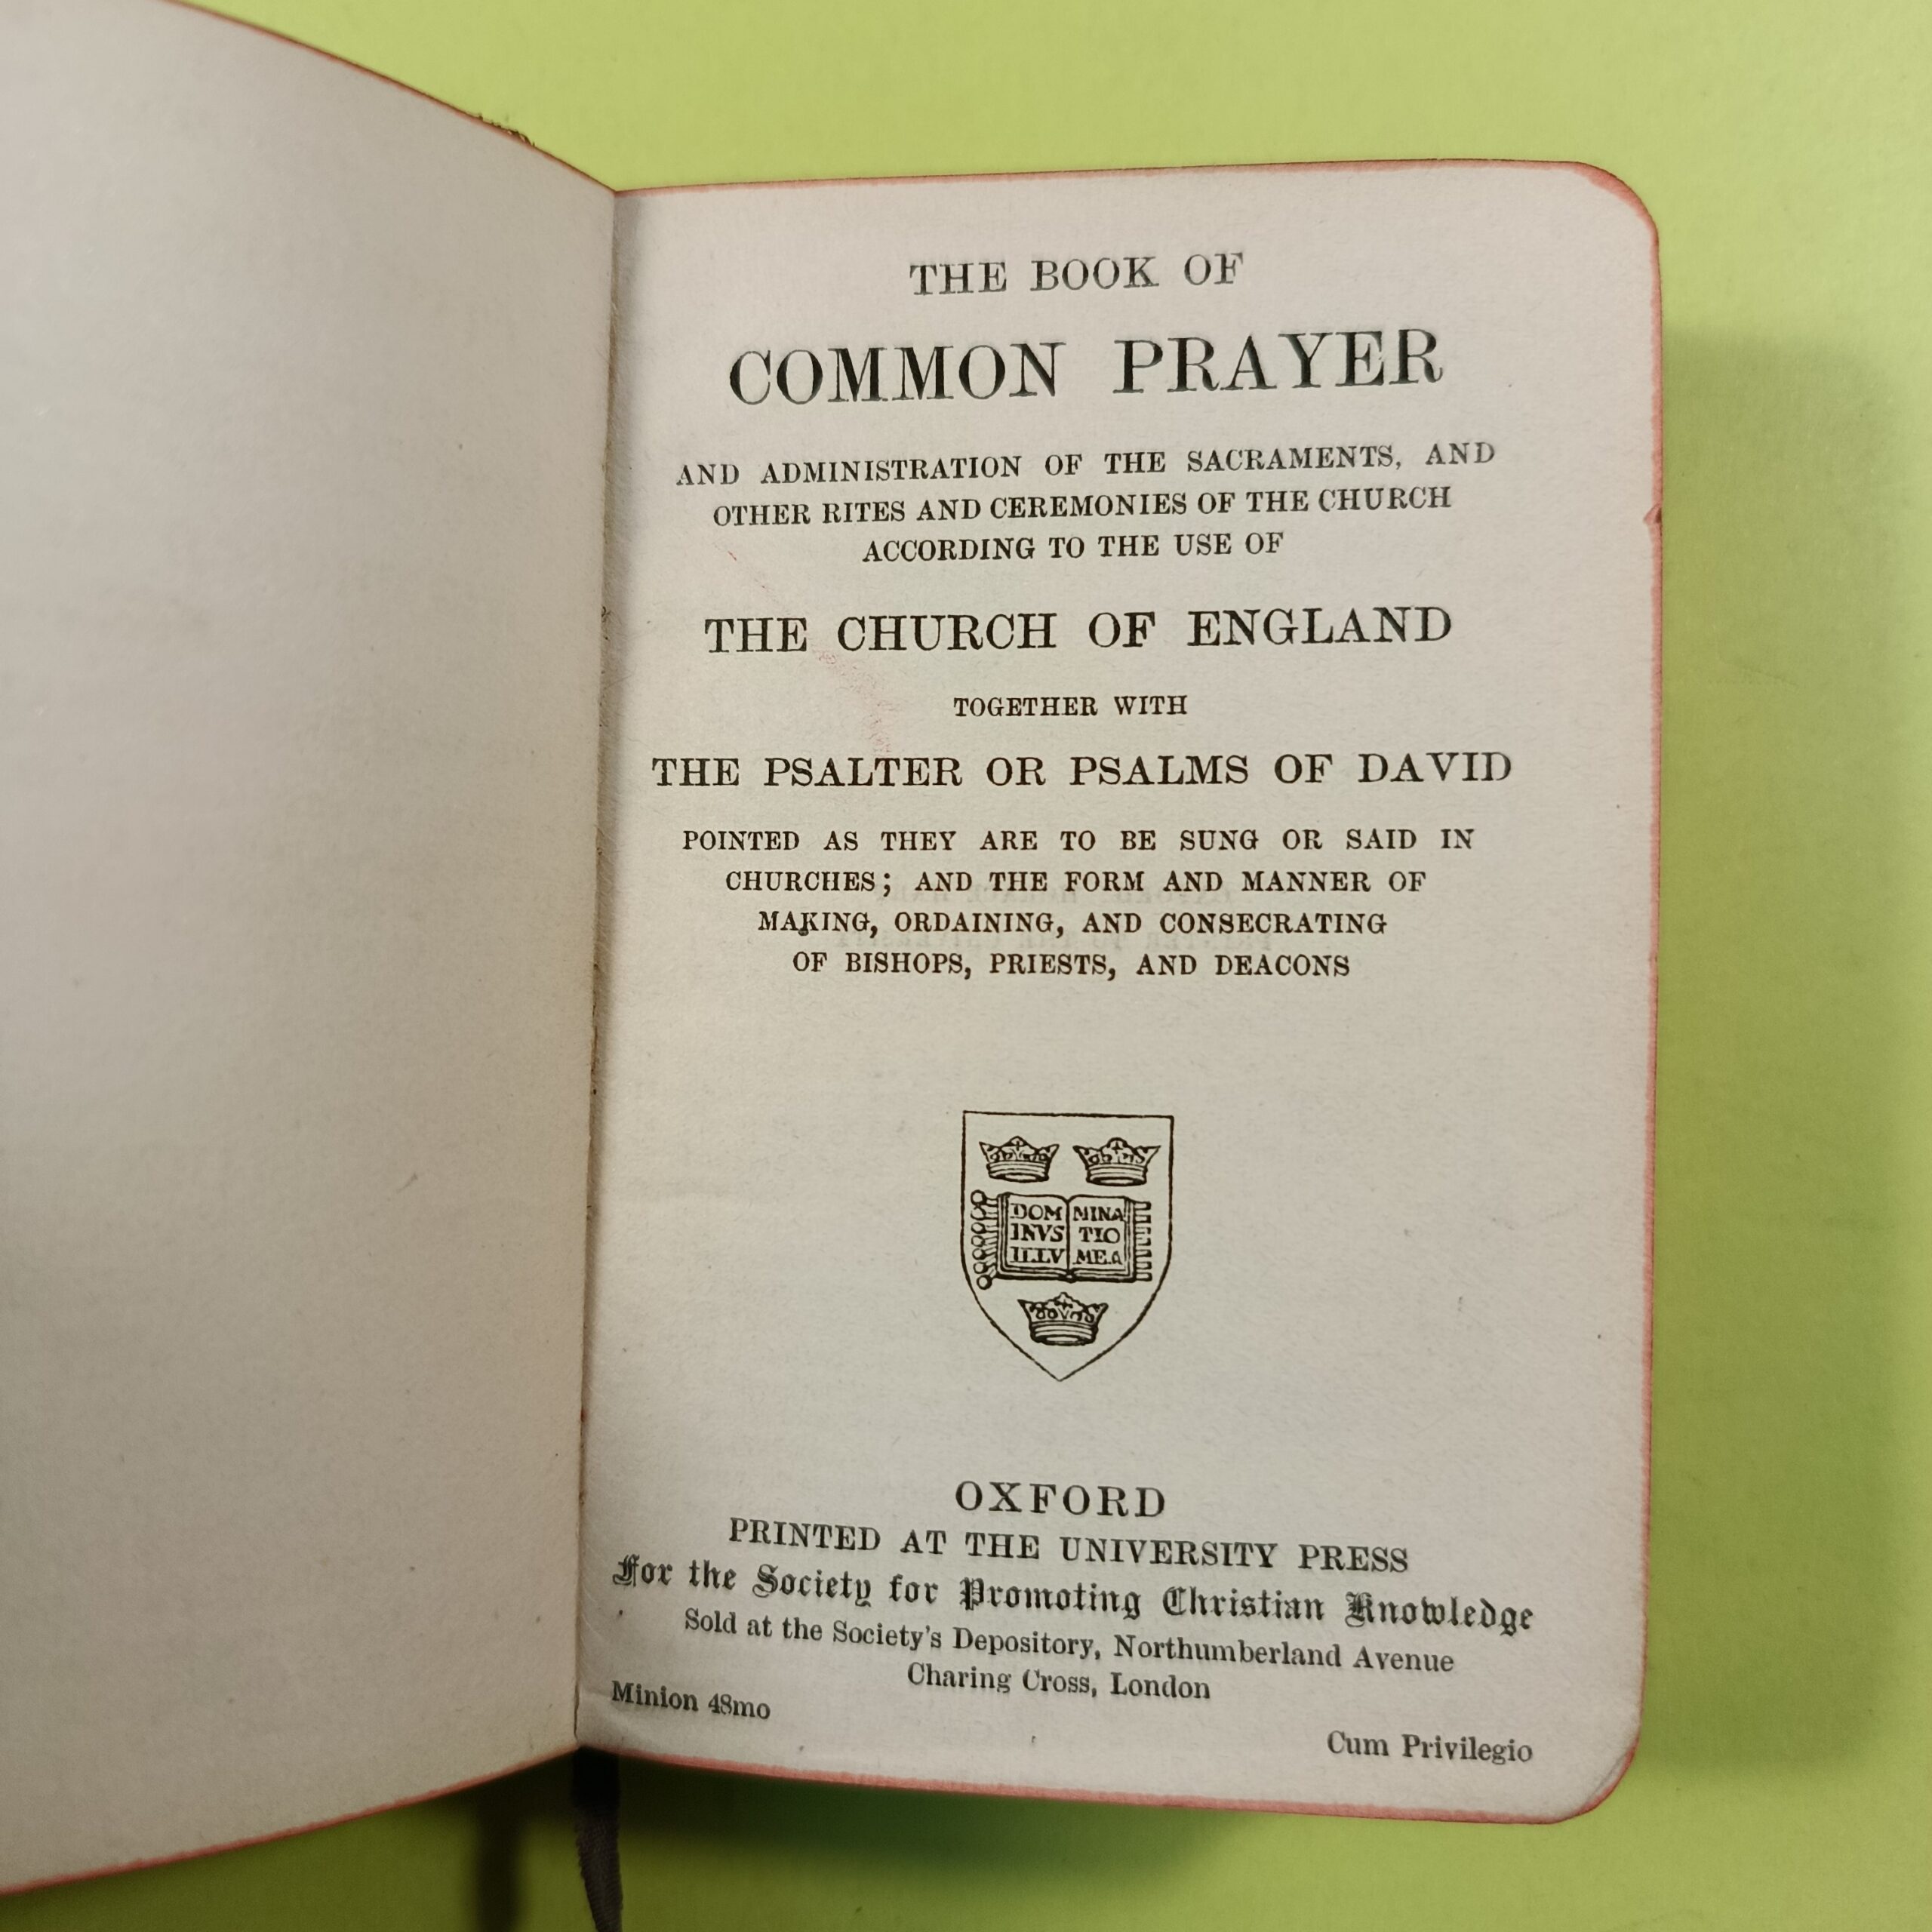 THE BOOK OF
COMMON PRAYER
AND ADMINISTRATION OF THE SACRAMENTS, AND
OTHER RITES AND CEREMONIES OF THE CHURCH
ACCORDING TO THE USE OF
THE CHURCH OF ENGLAND
TOGETHER WITH
THE PSALTER OR PSALMS OF DAVID
POINTED AS THEY ARE TO BE SUNG OR SAID IN
CHURCHES; AND THE FORM AND MANNER OF
MAKING, ORDAINING, AND CONSECRATING
OF BISHOPS, PRIESTS, AND DEACONS
DOM MINA
INVS TIO
ILLV MEA
OXFORD
PRINTED AT THE UNIVERSITY PRESS
For the Society for Promoting Christian Knowledge
Sold at the Society's Depository, Northumberland Avenue
Charing Cross, London
Minion 48mo
Cum Privilegio